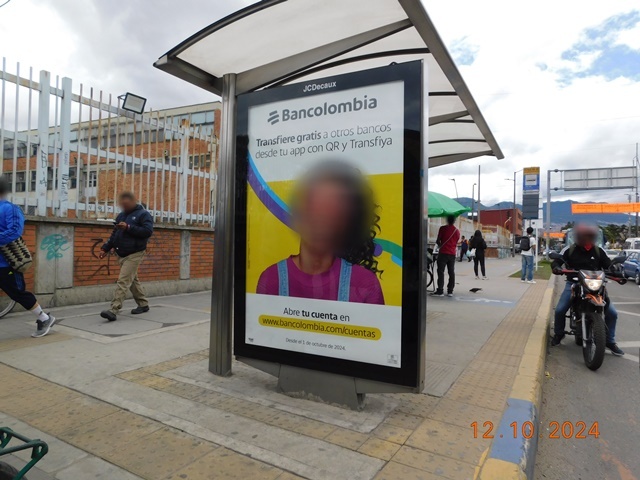 JCDecaux
Bancolombia
Transfiere gratis a otros bancos
desde tu app con QR y Transfiya
Abre tu cuenta en
www.bancolombia.com/cuentas
Desde el 1 de octubre de 2024.
12.10 2024